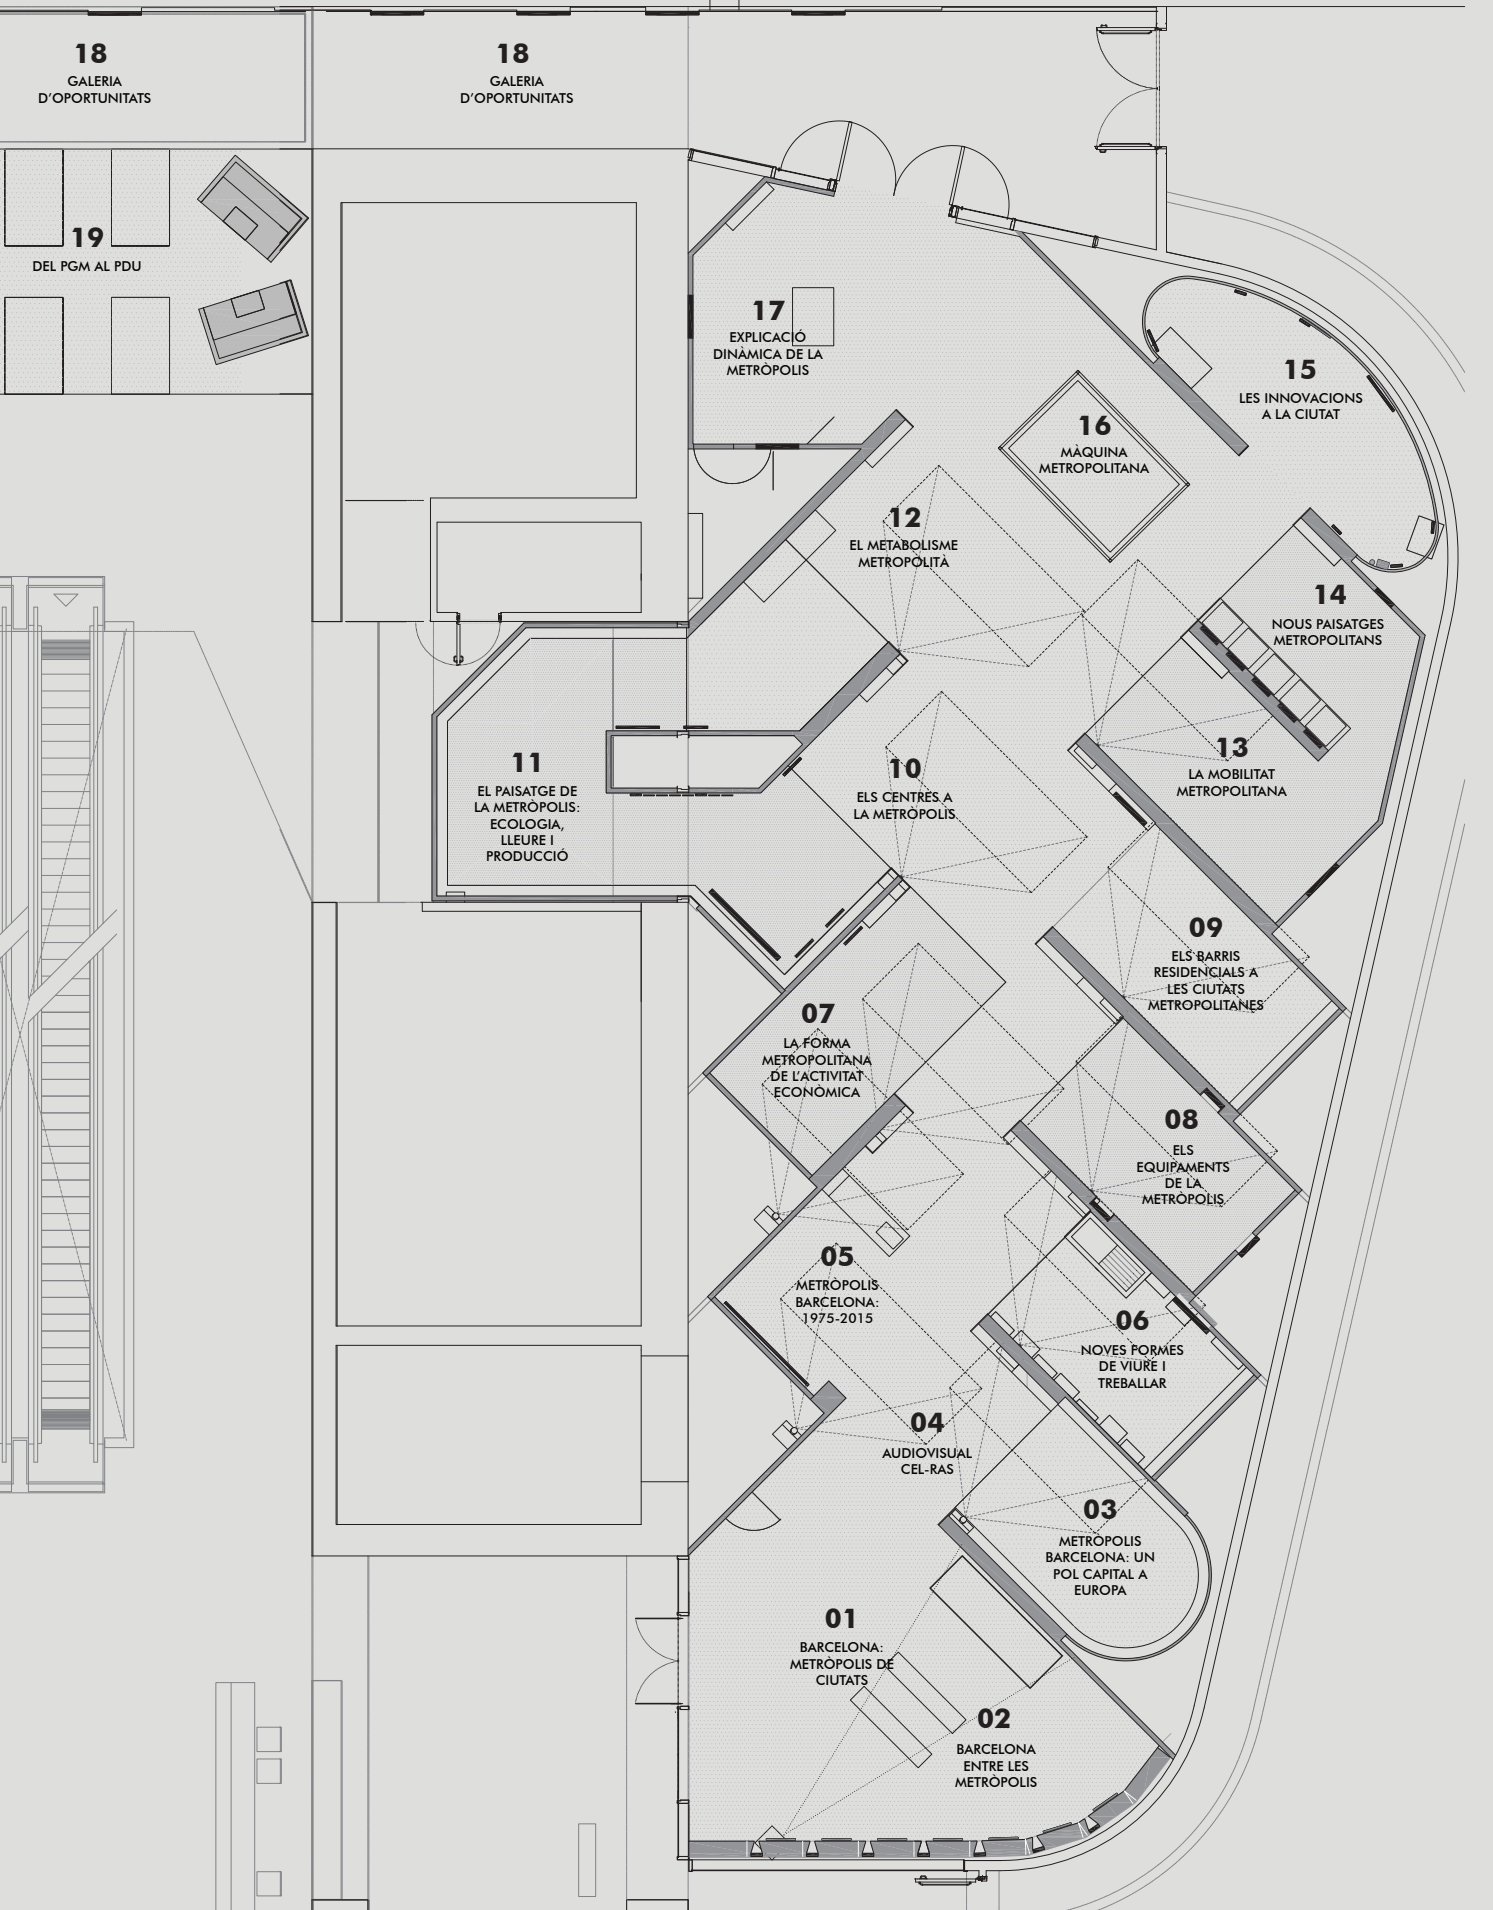 18
GALERIA
D’OPORTUNITATS
18
GALERIA
D’OPORTUNITATS
19
DEL PGM AL PDU
17
EXPLICACIÓ
DINÀMICA DE LA
METRÒPOLIS
15
LES INNOVACIONS
A LA CIUTAT
16
MÀQUINA
METROPOLITANA
12
EL METABOLISME
METROPOLITÀ
14
NOUS PAISATGES
METROPOLITANS
13
LA MOBILITAT
METROPOLITANA
11
EL PAISATGE DE
LA METRÒPOLIS:
ECOLOGIA,
LLEURE I
PRODUCCIÓ
10
ELS CENTRES A
LA METRÒPOLIS
09
ELS BARRIS
RESIDENCIALS A
LES CIUTATS
METROPOLITANES
07
LA FORMA
METROPOLITANA
DE L’ACTIVITAT
ECONÒMICA
08
ELS
EQUIPAMENTS
DE LA
METRÒPOLIS
05
METRÒPOLIS
BARCELONA:
1975-2015
06
NOVES FORMES
DE VIURE I
TREBALLAR
04
AUDIOVISUAL
CEL-RAS
03
METRÒPOLIS
BARCELONA: UN
POL CAPITAL A
EUROPA
01
BARCELONA:
METRÒPOLIS DE
CIUTATS
02
BARCELONA
ENTRE LES
METRÒPOLIS